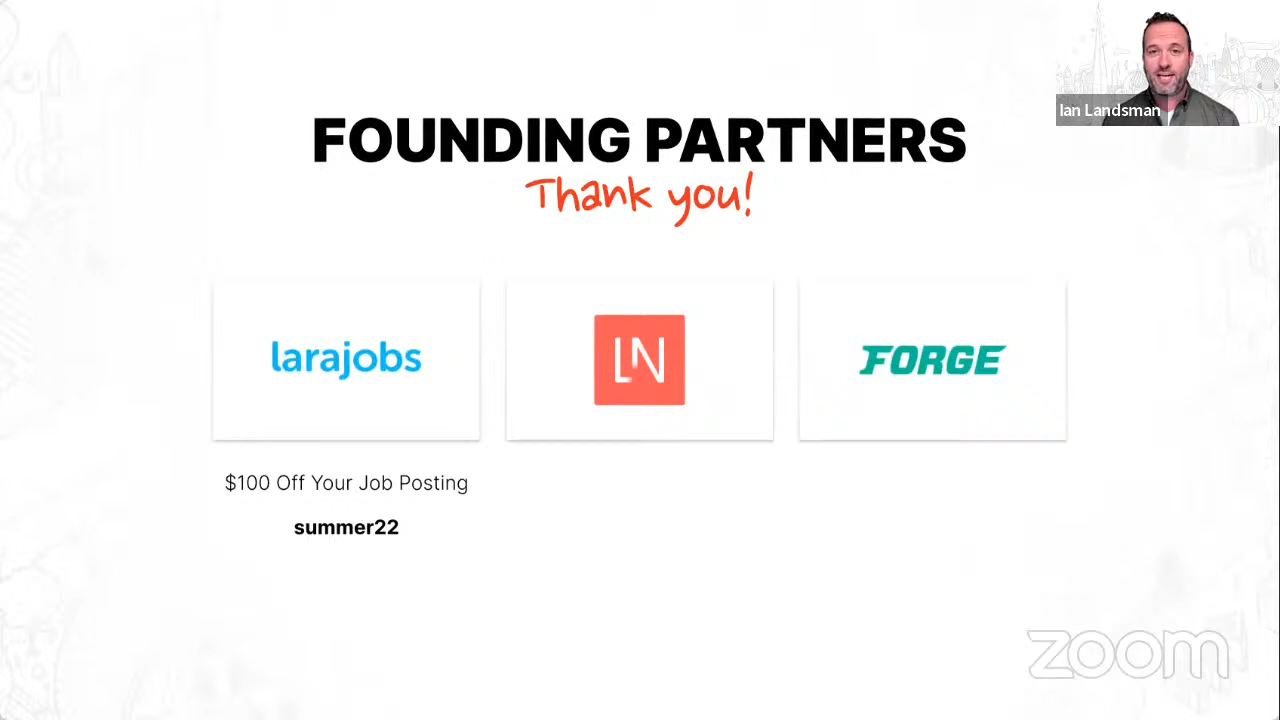 Ian Landsman
FOUNDING PARTNERS
Thank you!
larajobs
LN
FORGE
$100 Off Your Job Posting
summer22
zoom